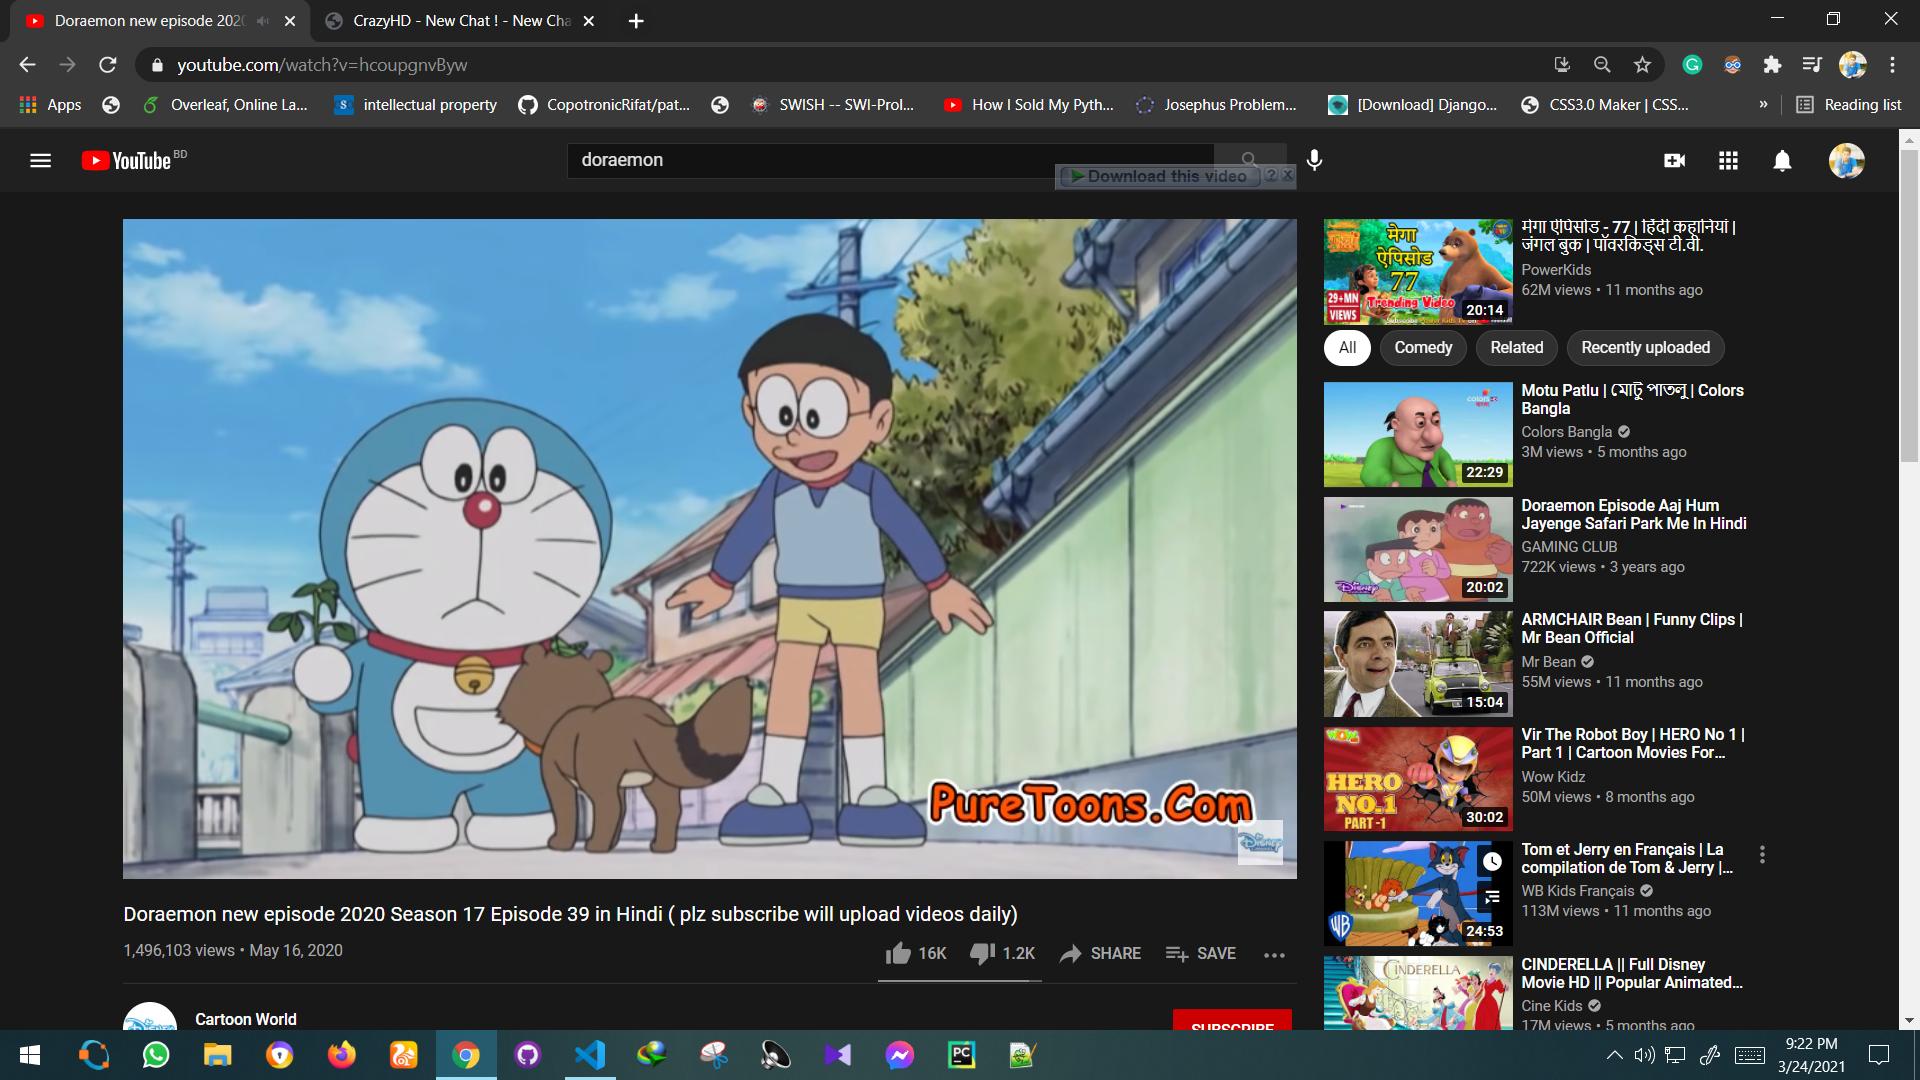 Doraemon new episode 202
CrazyHD - New Chat ! - New Cha
youtube.com/watch?v=hcoupgnvByw
Apps
Overleaf, Online La...
intellectual property
CopotronicRifat/pat...
SWISH -- SWI-Prol...
How I Sold My Pyth...
Josephus Problem...
[Download] Django...
CSS3.0 Maker | CSS...
»
Reading list
YouTube BD
doraemon
Download this video ? X
PureToons.Com
Disney
Doraemon new episode 2020 Season 17 Episode 39 in Hindi ( plz subscribe will upload videos daily)
1,496,103 views • May 16, 2020
16K
1.2K
SHARE
SAVE
Cartoon World
SUBSCRIBE
मेगा
ऐपिसोड
77
29+MN
VIEWS
Trending Video
20:14
मेगा ऐपिसोड - 77 | हिंदी कहानियां |
जंगल बुक | पॉवरकिड्स टी.वी.
PowerKids
62M views • 11 months ago
All
Comedy
Related
Recently uploaded
colors
22:29
Motu Patlu | মোটু পাতলু | Colors
Bangla
Colors Bangla
3M views • 5 months ago
Disney
20:02
Doraemon Episode Aaj Hum
Jayenge Safari Park Me In Hindi
GAMING CLUB
722K views • 3 years ago
15:04
ARMCHAIR Bean | Funny Clips |
Mr Bean Official
Mr Bean
55M views • 11 months ago
WOW
HERO
NO.1
PART -1
30:02
Vir The Robot Boy | HERO No 1 |
Part 1 | Cartoon Movies For...
Wow Kidz
50M views • 8 months ago
WB
24:53
Tom et Jerry en Français | La
compilation de Tom & Jerry |...
WB Kids Français
113M views • 11 months ago
CINDERELLA
CINDERELLA || Full Disney
Movie HD || Popular Animated...
Cine Kids
17M views • 5 months ago
PC
9:22 PM
3/24/2021